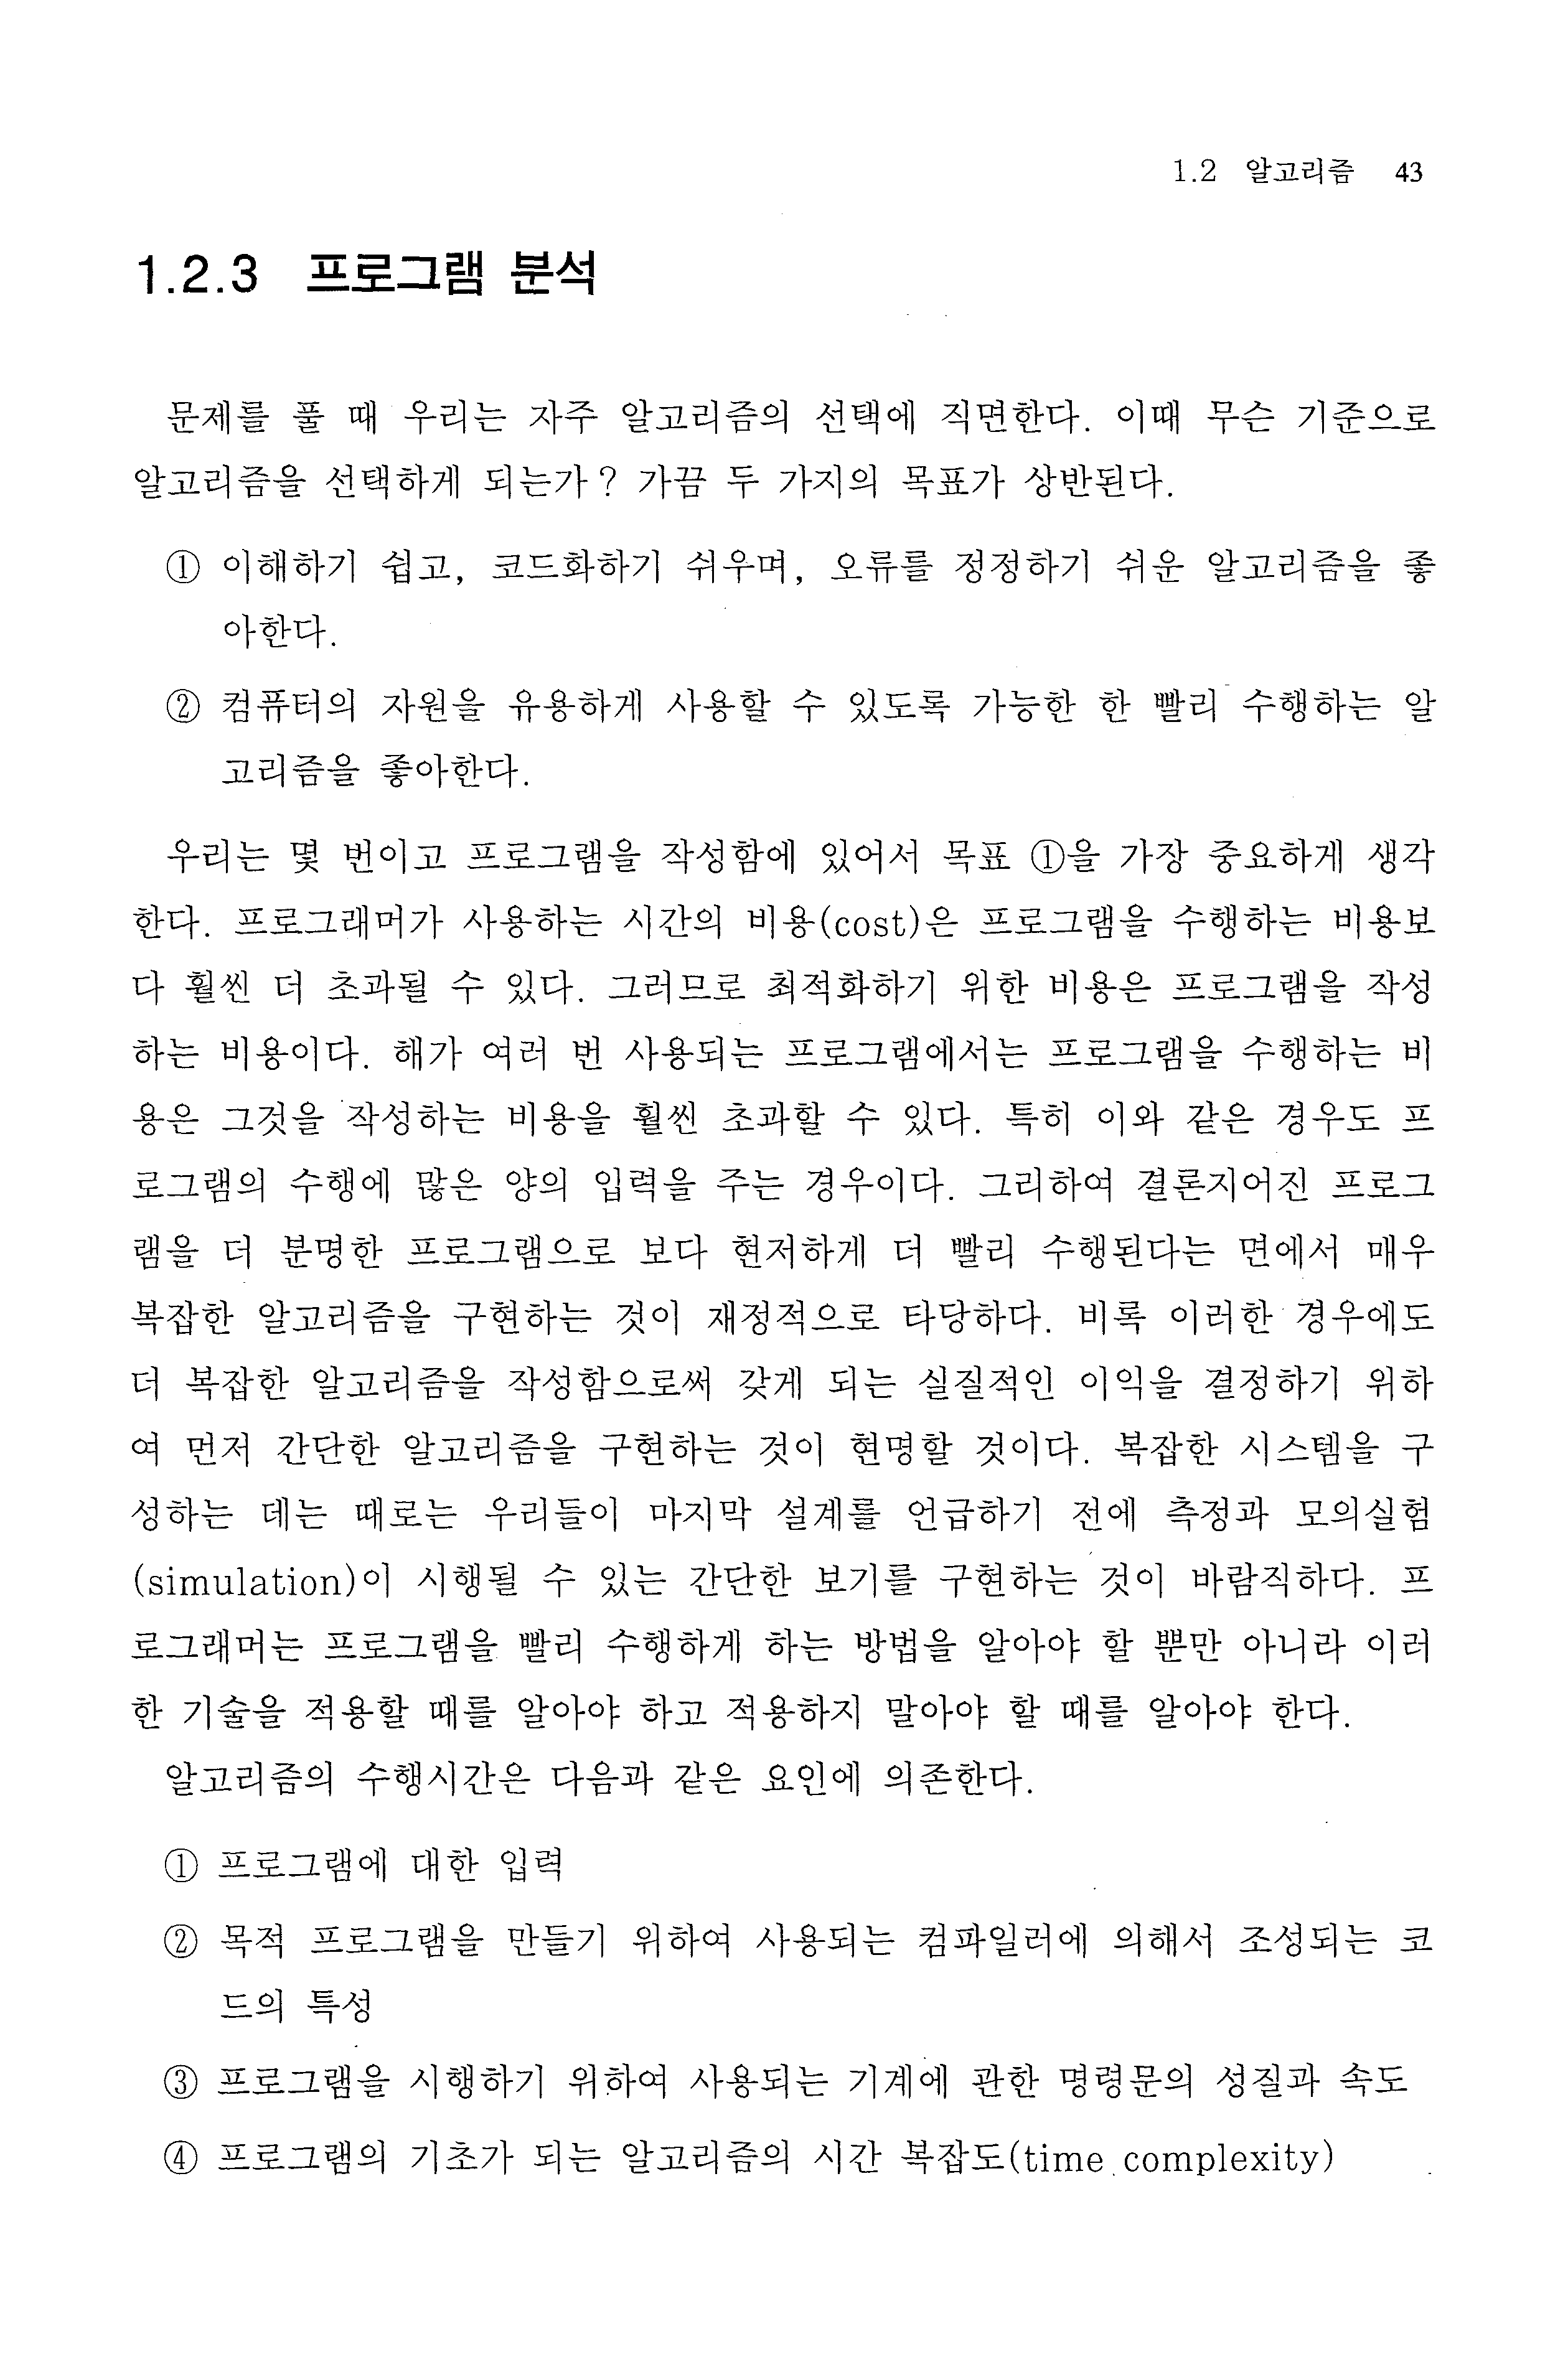 1.2 알고리즘 43
1.2.3 프로그램 분석
문제를 풀 때 우리는 자주 알고리즘의 선택에 직면한다. 이때 무슨 기준으로
알고리즘을 선택하게 되는가? 가끔 두 가지의 목표가 상반된다.
① 이해하기 쉽고, 코드화하기 쉬우며, 오류를 정정하기 쉬운 알고리즘을 좋
아한다.
② 컴퓨터의 자원을 유용하게 사용할 수 있도록 가능한 한 빨리 수행하는 알
고리즘을 좋아한다.
우리는 몇 번이고 프로그램을 작성함에 있어서 목표 ①을 가장 중요하게 생각
한다. 프로그래머가 사용하는 시간의 비용(cost)은 프로그램을 수행하는 비용보
다 훨씬 더 초과될 수 있다. 그러므로 최적화하기 위한 비용은 프로그램을 작성
하는 비용이다. 해가 여러 번 사용되는 프로그램에서는 프로그램을 수행하는 비
용은 그것을 작성하는 비용을 훨씬 초과할 수 있다. 특히 이와 같은 경우도 프
로그램의 수행에 많은 양의 입력을 주는 경우이다. 그리하여 결론지어진 프로그
램을 더 분명한 프로그램으로 보다 현저하게 더 빨리 수행된다는 면에서 매우
복잡한 알고리즘을 구현하는 것이 재정적으로 타당하다. 비록 이러한 경우에도
더 복잡한 알고리즘을 작성함으로써 갖게 되는 실질적인 이익을 결정하기 위하
여 먼저 간단한 알고리즘을 구현하는 것이 현명할 것이다. 복잡한 시스템을 구
성하는 데는 때로는 우리들이 마지막 설계를 언급하기 전에 측정과 모의실험
(simulation)이 시행될 수 있는 간단한 보기를 구현하는 것이 바람직하다. 프
로그래머는 프로그램을 빨리 수행하게 하는 방법을 알아야 할 뿐만 아니라 이러
한 기술을 적용할 때를 알아야 하고 적용하지 말아야 할 때를 알아야 한다.
알고리즘의 수행시간은 다음과 같은 요인에 의존한다.
① 프로그램에 대한 입력
② 목적 프로그램을 만들기 위하여 사용되는 컴파일러에 의해서 조성되는 코
드의 특성
③ 프로그램을 시행하기 위하여 사용되는 기계에 관한 명령문의 성질과 속도
④ 프로그램의 기초가 되는 알고리즘의 시간 복잡도(time complexity)